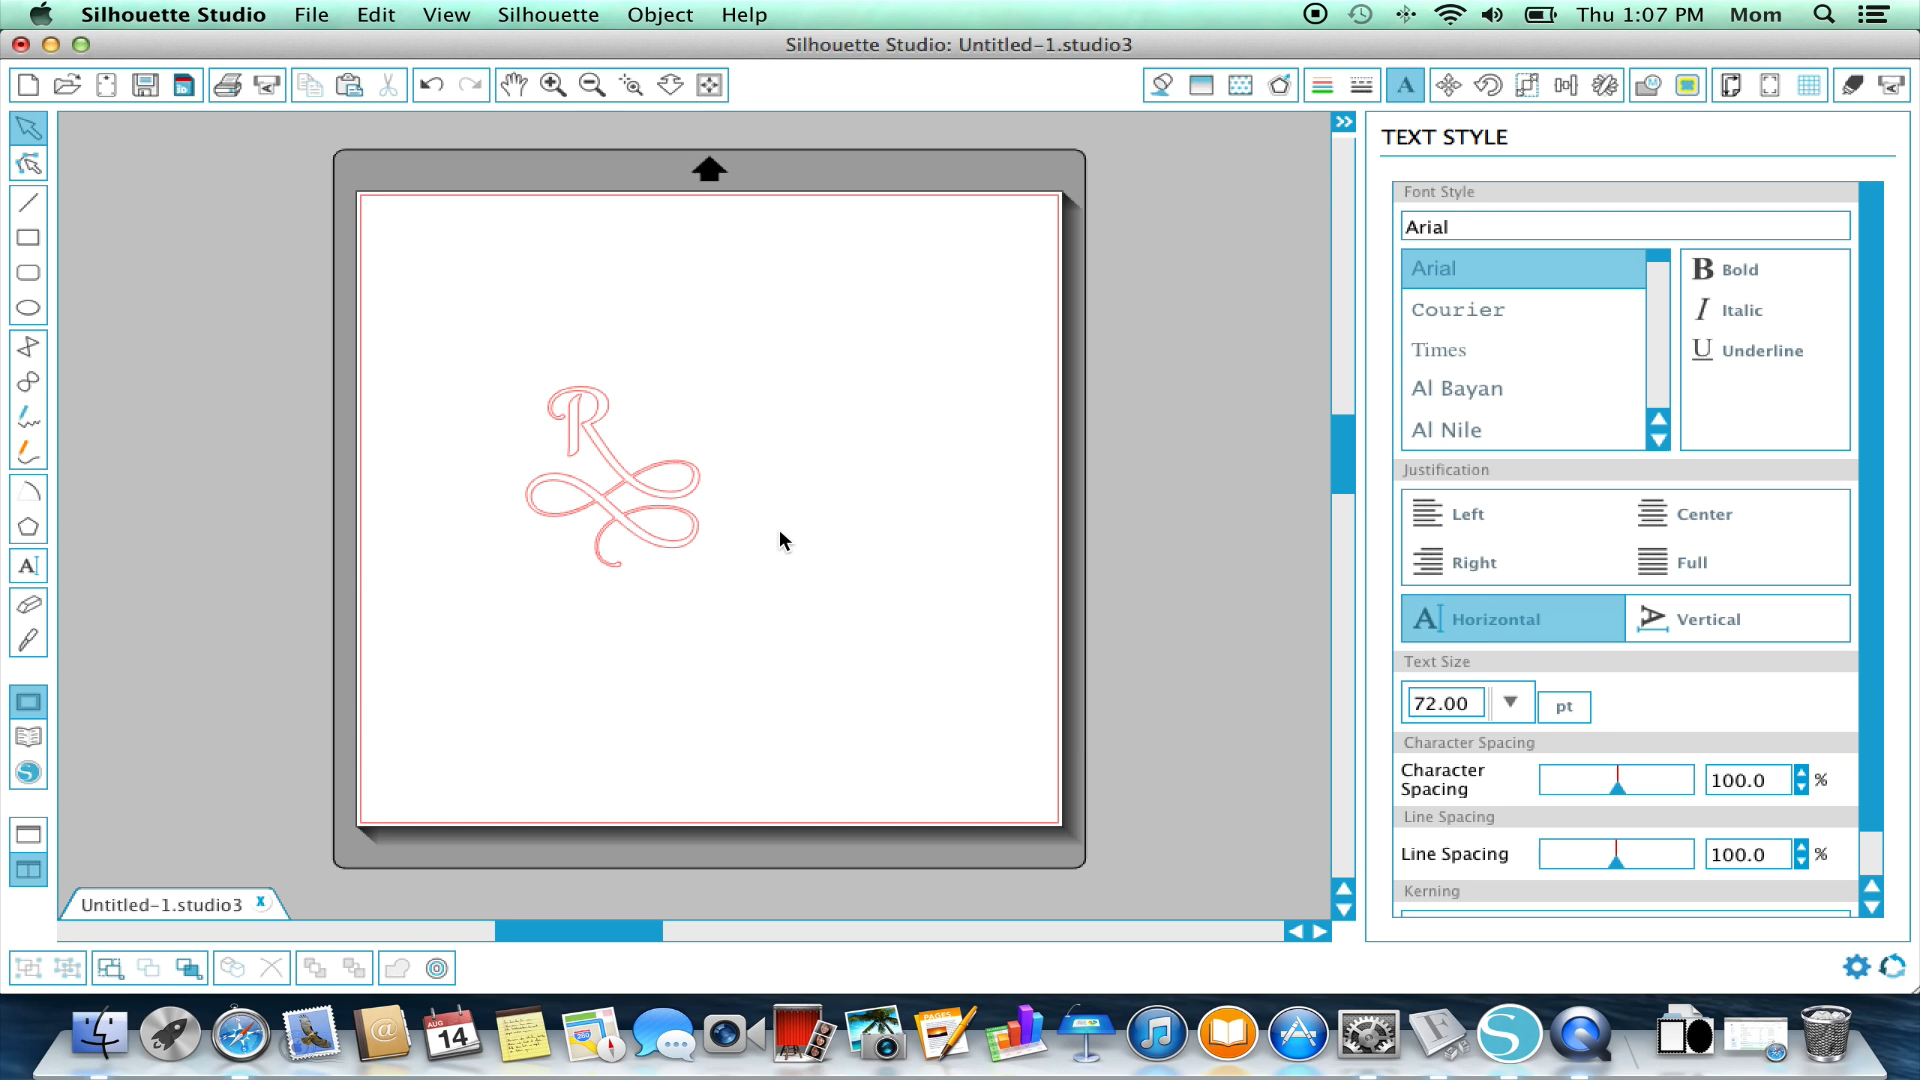 Silhouette Studio File Edit View Silhouette Object Help Thu 1:07 PM Mom
Silhouette Studio: Untitled-1.studio3
TEXT STYLE
Font Style
Arial
Arial
Courier
Times
Al Bayan
Al Nile
B Bold
I Italic
U Underline
Justification
Left Center
Right Full
A Horizontal A Vertical
Text Size
72.00 pt
Character Spacing
Character
Spacing 100.0 %
Line Spacing
Line Spacing 100.0 %
Kerning
R
Untitled-1.studio3 x
AUG
14